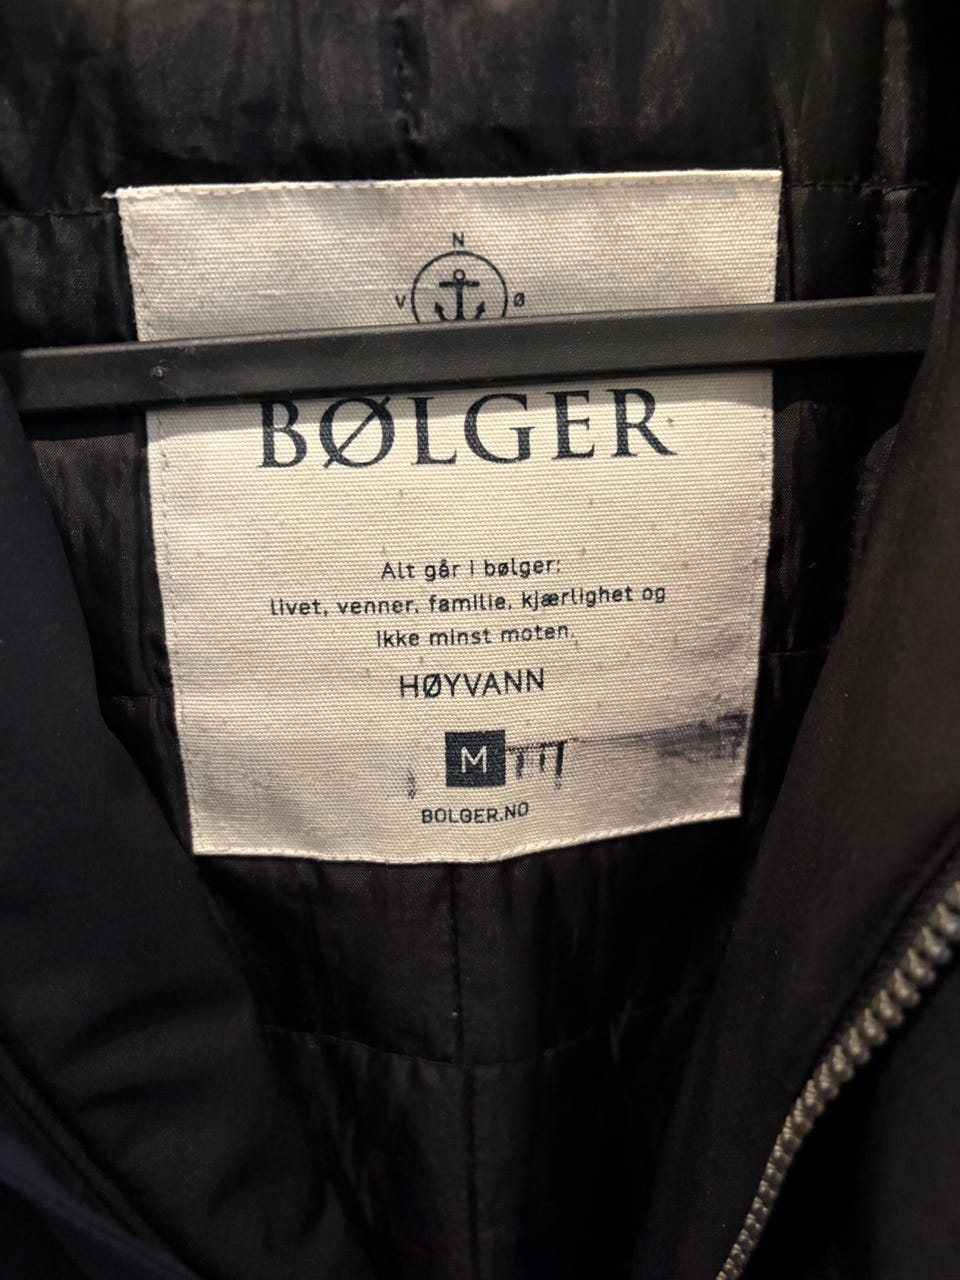 N
V Ø
BØLGER
Alt går i bølger:
livet, venner, familie, kjærlighet og
ikke minst moten.
HØYVANN
M
BOLGER.NO